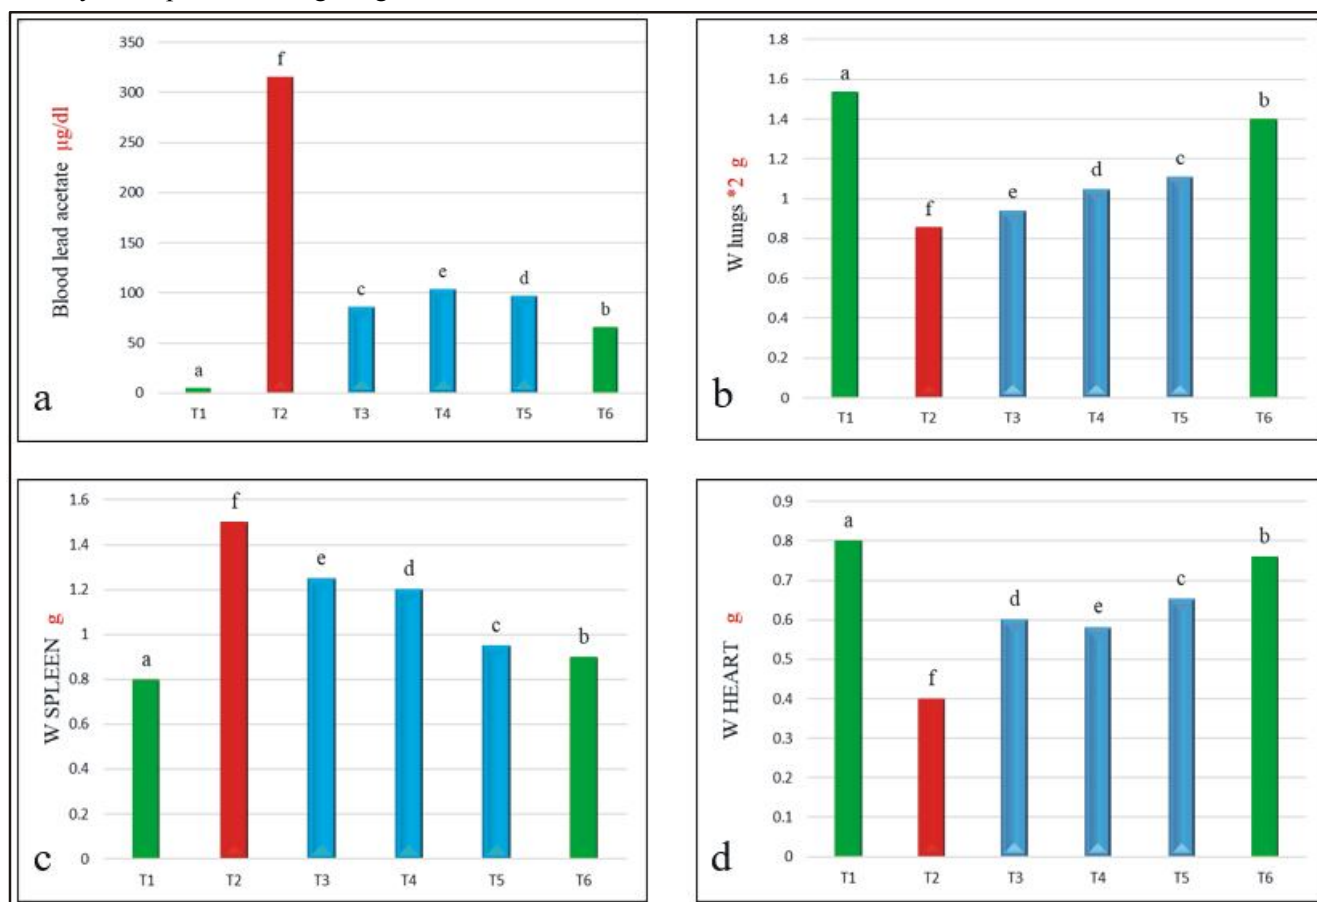 350
300
250
200
150
100
50
0
Blood lead acetate µg/dl
a
f
c
e
d
b
T1 T2 T3 T4 T5 T6
a
1.8
1.6
1.4
1.2
1
0.8
0.6
0.4
0.2
0
W lungs *2 g
a
f
e
d
c
b
T1 T2 T3 T4 T5 T6
b
1.6
1.4
1.2
1
0.8
0.6
0.4
0.2
0
W SPLEEN g
a
f
e
d
c
b
T1 T2 T3 T4 T5 T6
c
0.9
0.8
0.7
0.6
0.5
0.4
0.3
0.2
0.1
0
W HEART g
a
f
d
e
c
b
T1 T2 T3 T4 T5 T6
d